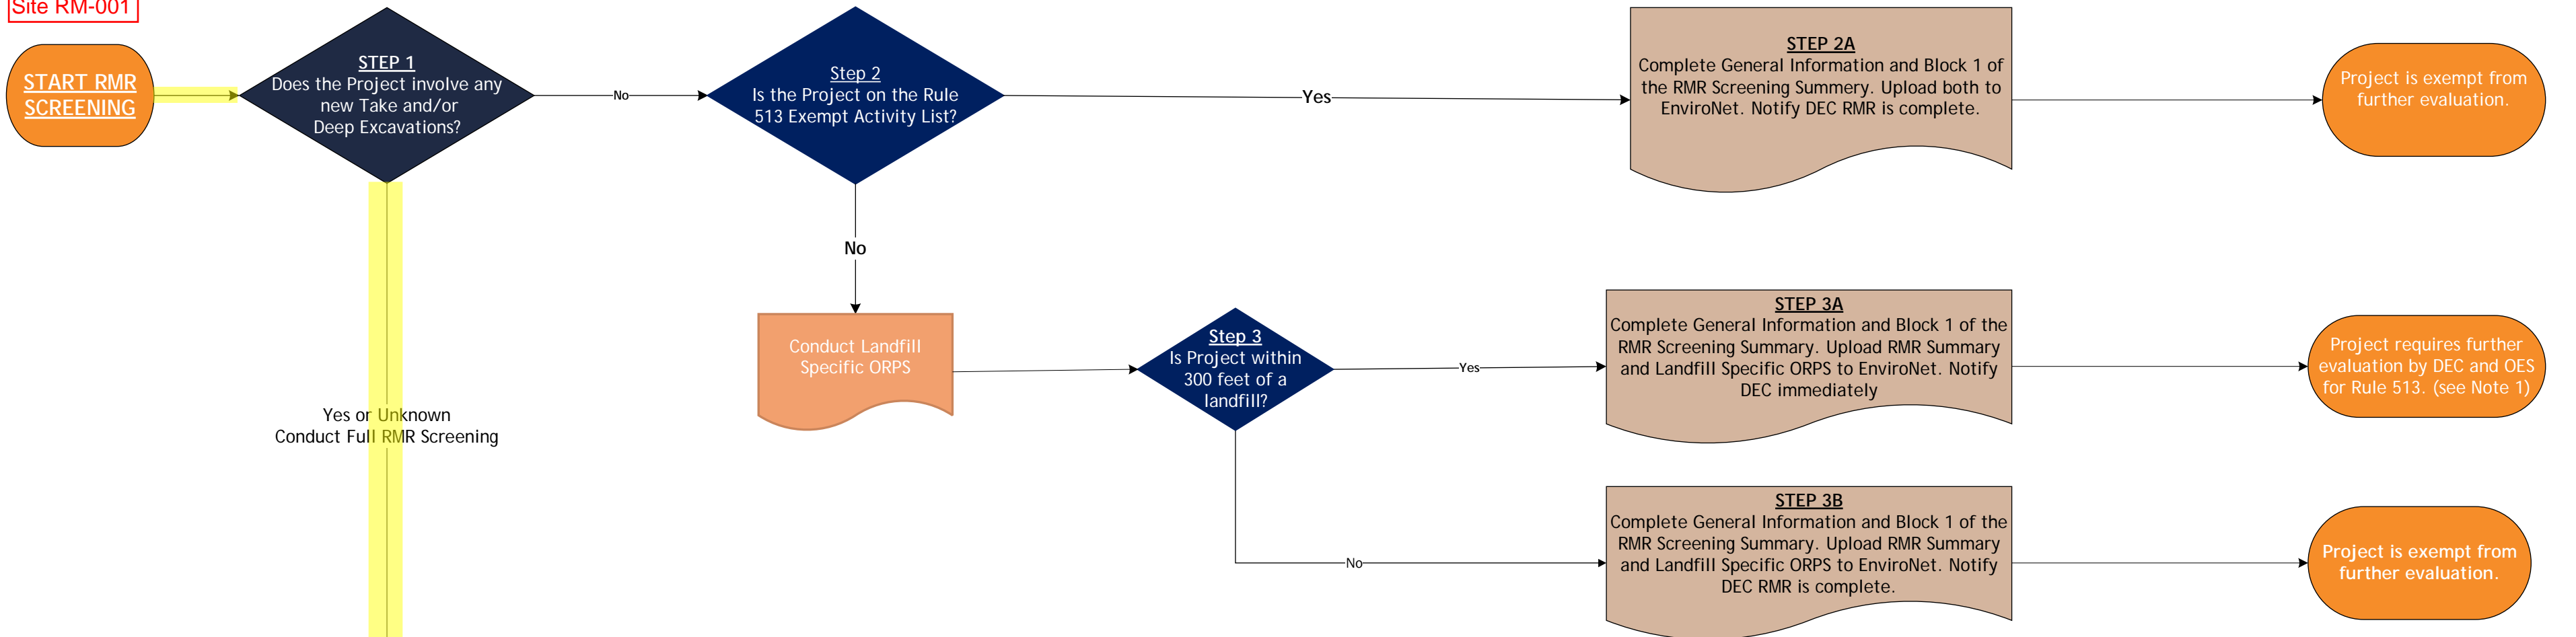 Site RM-001
START RMR
SCREENING
STEP 1
Does the Project involve any
new Take and/or
Deep Excavations?
No
Step 2
Is the Project on the Rule
513 Exempt Activity List?
Yes
STEP 2A
Complete General Information and Block 1 of
the RMR Screening Summery. Upload both to
EnviroNet. Notify DEC RMR is complete.
Project is exempt from
further evaluation.
No
Conduct Landfill
Specific ORPS
Step 3
Is Project within
300 feet of a
landfill?
Yes
STEP 3A
Complete General Information and Block 1 of the
RMR Screening Summary. Upload RMR Summary
and Landfill Specific ORPS to EnviroNet. Notify
DEC immediately
Project requires further
evaluation by DEC and OES
for Rule 513. (see Note 1)
Yes or Unknown
Conduct Full RMR Screening
No
STEP 3B
Complete General Information and Block 1 of the
RMR Screening Summary. Upload RMR Summary
and Landfill Specific ORPS to EnviroNet. Notify
DEC RMR is complete.
Project is exempt from
further evaluation.